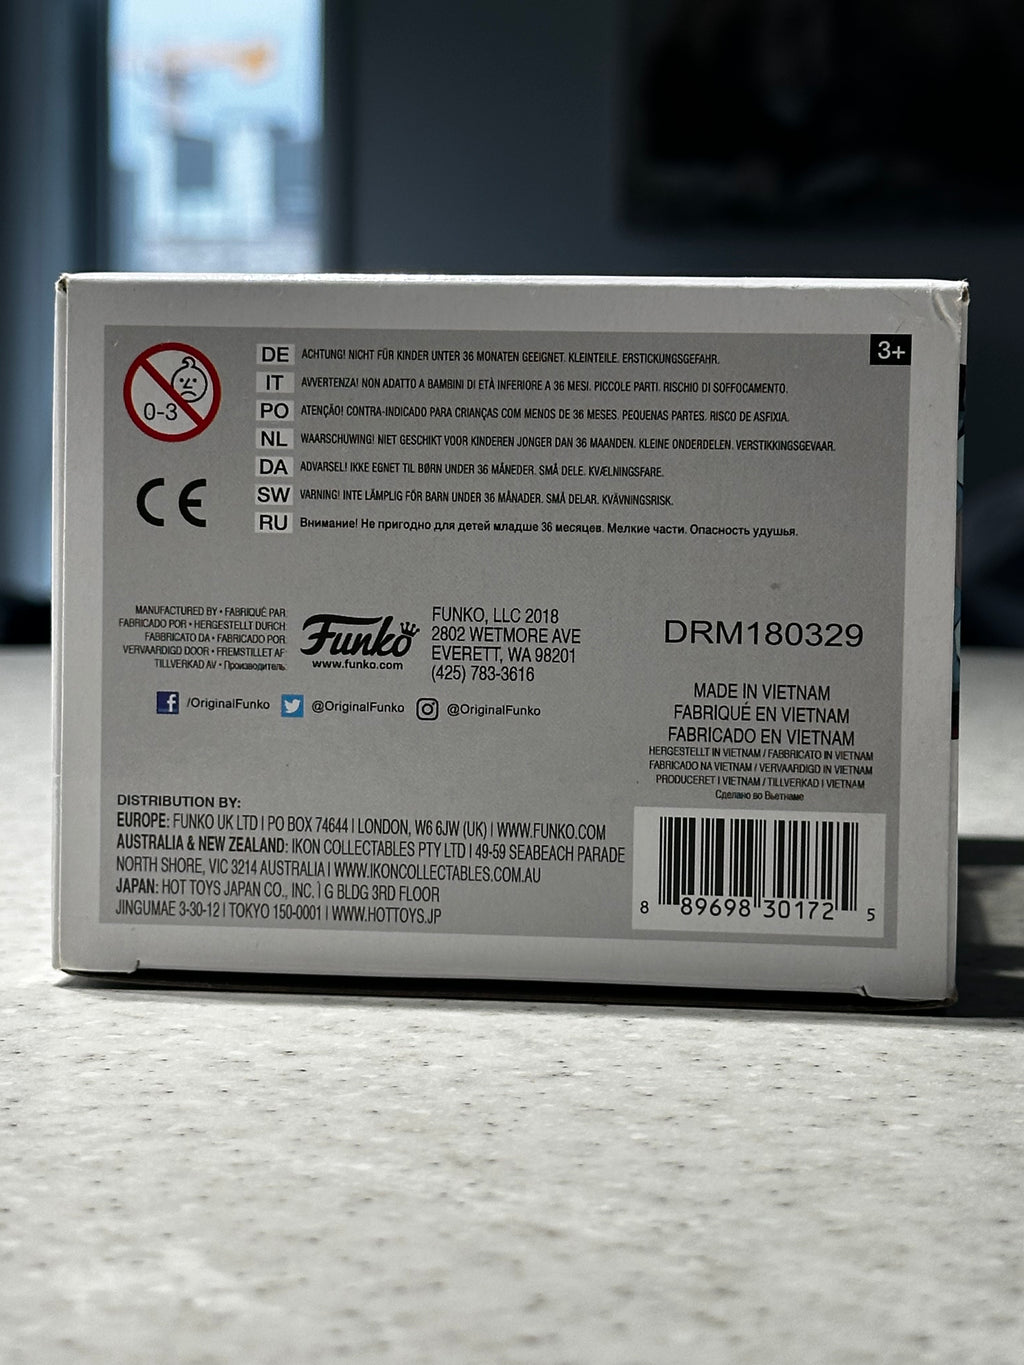 3+
0-3
DE ACHTUNG! NICHT FÜR KINDER UNTER 36 MONATEN GEEIGNET. KLEINTEILE. ERSTICKUNGSGEFAHR.
IT AVVERTENZA! NON ADATTO A BAMBINI DI ETÀ INFERIORE A 36 MESI. PICCOLE PARTI. RISCHIO DI SOFFOCAMENTO.
PO ATENÇÃO! CONTRA-INDICADO PARA CRIANÇAS COM MENOS DE 36 MESES. PEQUENAS PARTES. RISCO DE ASFIXIA.
NL WAARSCHUWING! NIET GESCHIKT VOOR KINDEREN JONGER DAN 36 MAANDEN. KLEINE ONDERDELEN. VERSTIKKINGSGEVAAR.
DA ADVARSEL! IKKE EGNET TIL BØRN UNDER 36 MÅNEDER. SMÅ DELE. KVÆLNINGSFARE.
SW VARNING! INTE LÄMPLIG FÖR BARN UNDER 36 MÅNADER. SMÅ DELAR. KVÄVNINGSRISK.
RU Внимание! Не пригодно для детей младше 36 месяцев. Мелкие части. Опасность удушья.
CE
MANUFACTURED BY • FABRIQUÉ PAR
FABRICADO POR • HERGESTELLT DURCH
FABBRICATO DA • FABRICADO POR
VERVAARDIGD DOOR • FREMSTILLET AF
TILLVERKAD AV • Производитель:
Funko
www.funko.com
FUNKO, LLC 2018
2802 WETMORE AVE
EVERETT, WA 98201
(425) 783-3616
/OriginalFunko @OriginalFunko @OriginalFunko
DRM180329
MADE IN VIETNAM
FABRIQUÉ EN VIETNAM
FABRICADO EN VIETNAM
HERGESTELLT IN VIETNAM / FABBRICATO IN VIETNAM
FABRICADO NA VIETNAM / VERVAARDIGD IN VIETNAM
PRODUCERET I VIETNAM / TILLVERKAD I VIETNAM
Сделано во Вьетнаме
DISTRIBUTION BY:
EUROPE: FUNKO UK LTD | PO BOX 74644 | LONDON, W6 6JW (UK) | WWW.FUNKO.COM
AUSTRALIA & NEW ZEALAND: IKON COLLECTABLES PTY LTD | 49-59 SEABEACH PARADE
NORTH SHORE, VIC 3214 AUSTRALIA | WWW.IKONCOLLECTABLES.COM.AU
JAPAN: HOT TOYS JAPAN CO., INC. | G BLDG 3RD FLOOR
JINGUMAE 3-30-12 | TOKYO 150-0001 | WWW.HOTTOYS.JP
8 89698 30172 5